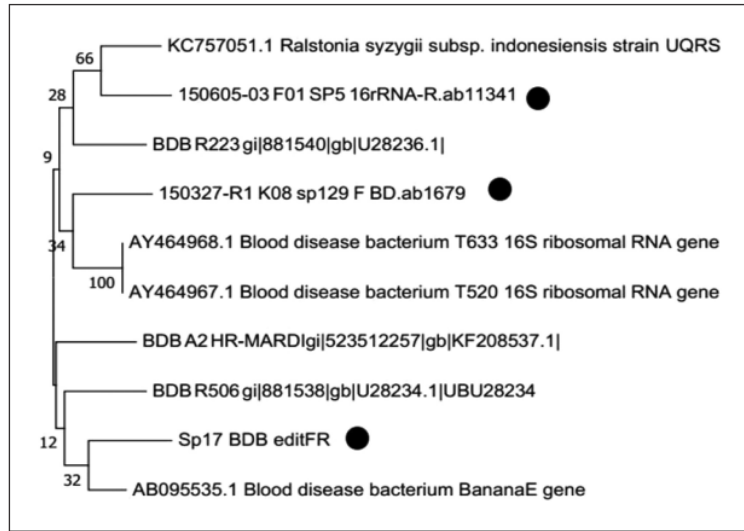 KC757051.1 Ralstonia syzygii subsp. indonesiensis strain UQRS
66
150605-03 F01 SP5 16rRNA-R.ab11341
28
BDB R223 gi|881540|gb|U28236.1|
9
150327-R1 K08 sp129 F BD.ab1679
34
AY464968.1 Blood disease bacterium T633 16S ribosomal RNA gene
100
AY464967.1 Blood disease bacterium T520 16S ribosomal RNA gene
BDB A2 HR-MARDIgi|523512257|gb|KF208537.1|
BDB R506 gi|881538|gb|U28234.1|UBU28234
12
Sp17 BDB editFR
32
AB095535.1 Blood disease bacterium BananaE gene